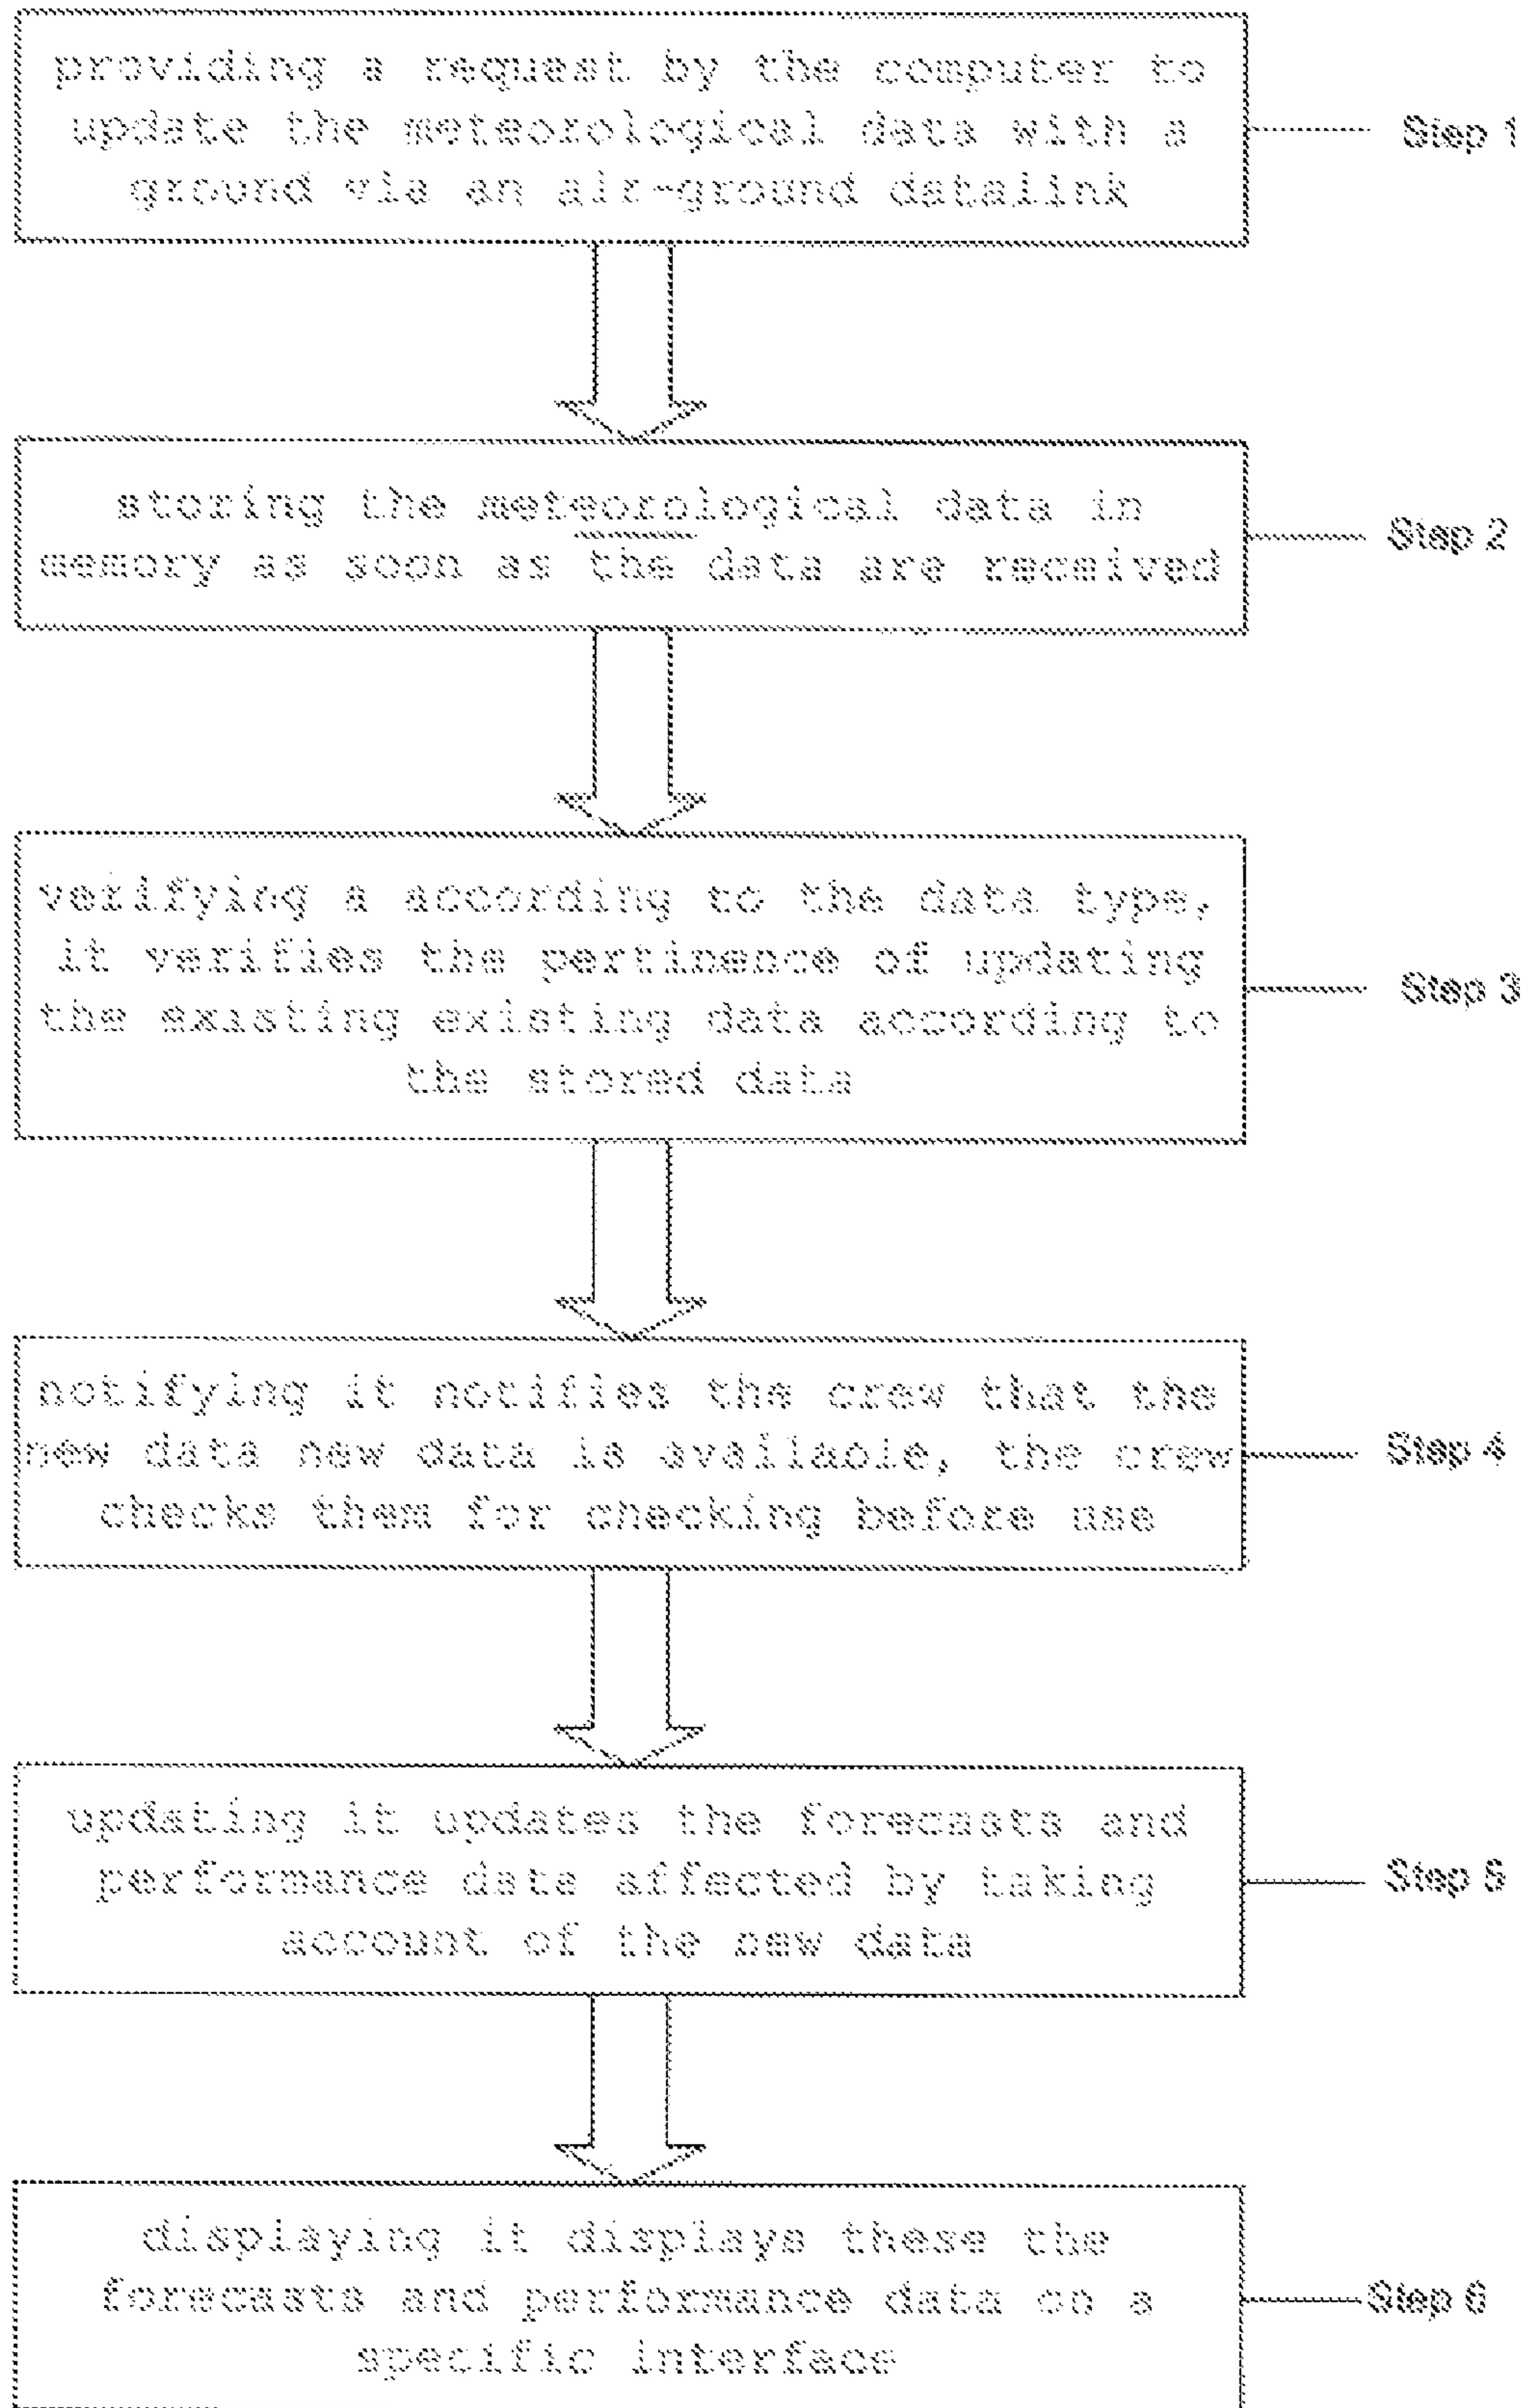 providing a request by the computer to
update the meteorological data with a
ground via an air-ground datalink
Step 1
storing the meteorological data in
memory as soon as the data are received
Step 2
verifying a according to the data type,
it verifies the pertinence of updating
the existing existing data according to
the stored data
Step 3
notifying it notifies the crew that the
new data new data is available, the crew
checks them for checking before use
Step 4
updating it updates the forecasts and
performance data affected by taking
account of the new data
Step 5
displaying it displays these the
forecasts and performance data on a
specific interface
Step 6